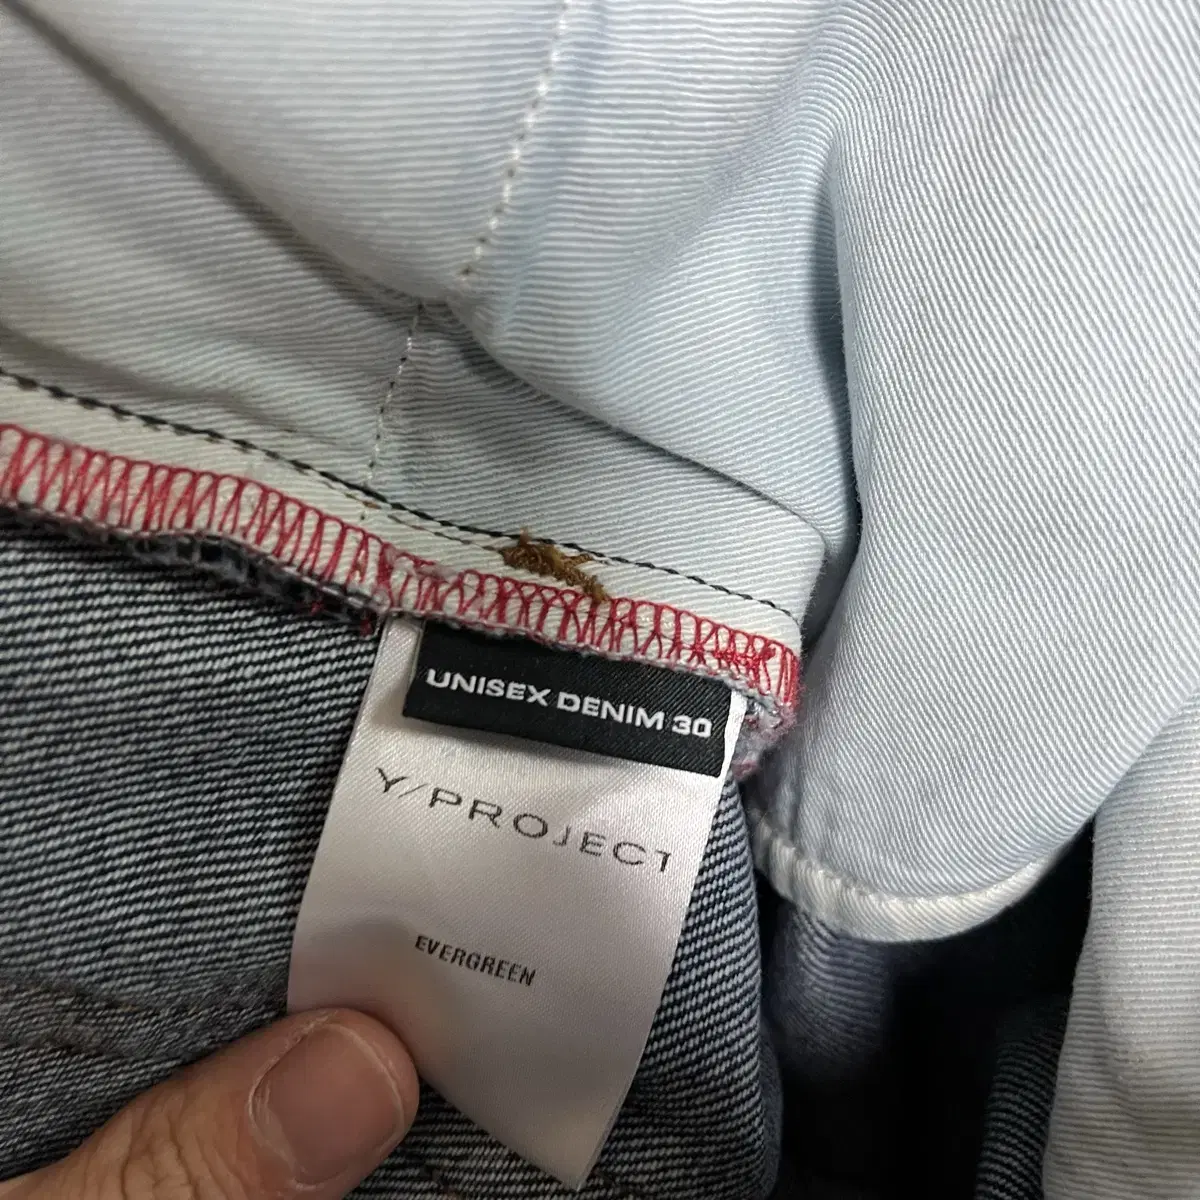 UNISEX DENIM 30
Y/PROJECT
EVERGREEN